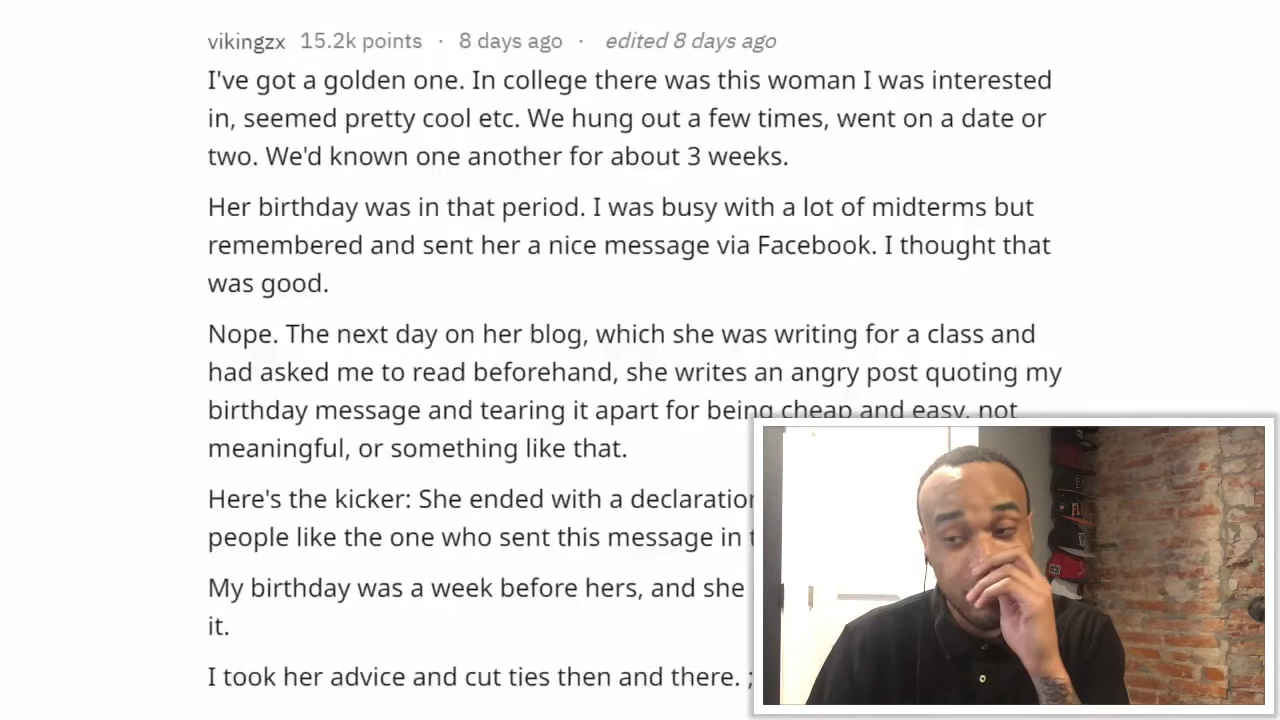 vikingzx 15.2k points · 8 days ago · edited 8 days ago
I've got a golden one. In college there was this woman I was interested
in, seemed pretty cool etc. We hung out a few times, went on a date or
two. We'd known one another for about 3 weeks.
Her birthday was in that period. I was busy with a lot of midterms but
remembered and sent her a nice message via Facebook. I thought that
was good.
Nope. The next day on her blog, which she was writing for a class and
had asked me to read beforehand, she writes an angry post quoting my
birthday message and tearing it apart for being cheap and easy, not
meaningful, or something like that.
Here's the kicker: She ended with a declaration
people like the one who sent this message in
My birthday was a week before hers, and she
it.
I took her advice and cut ties then and there. ;